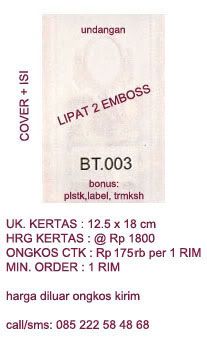 undangan
COVER + ISI
LIPAT 2 EMBOSS
BT.003
bonus:
plstk,label, trmksh
UK. KERTAS : 12.5 x 18 cm
HRG KERTAS : @ Rp 1800
ONGKOS CTK : Rp 175rb per 1 RIM
MIN. ORDER : 1 RIM
harga diluar ongkos kirim
call/sms: 085 222 58 48 68